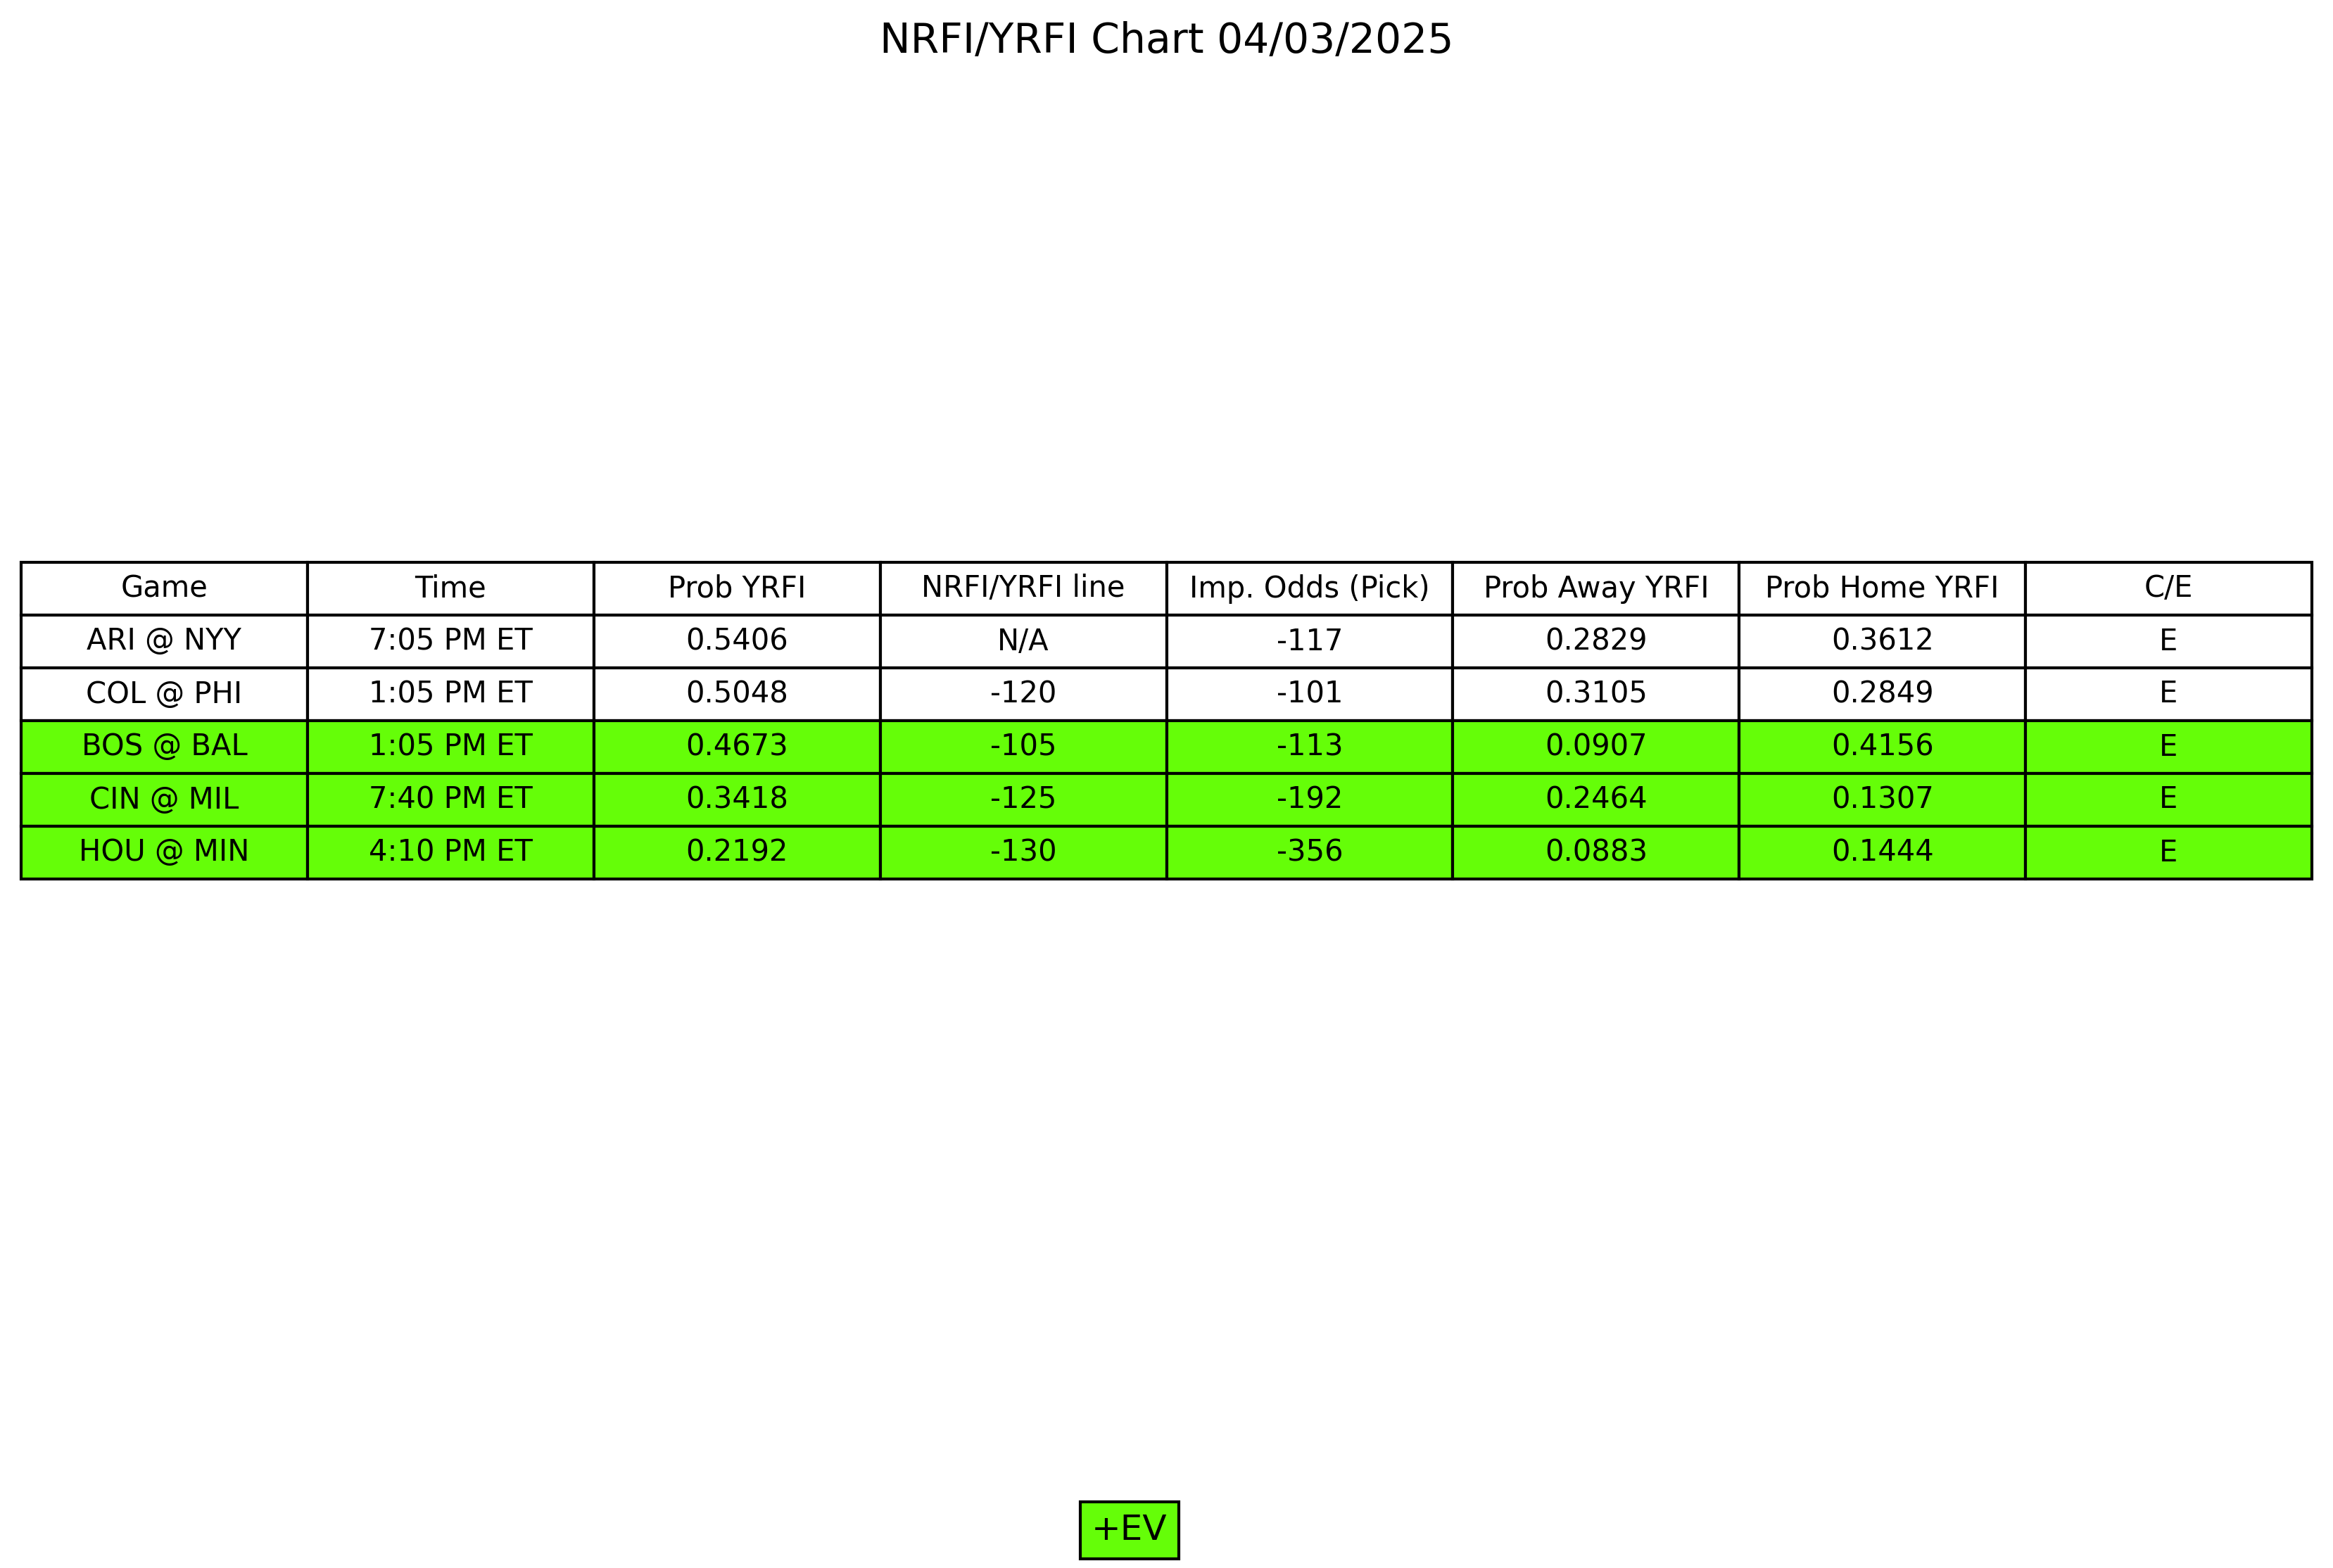 NRFI/YRFI Chart 04/03/2025
Game Time Prob YRFI NRFI/YRFI line Imp. Odds (Pick) Prob Away YRFI Prob Home YRFI C/E
ARI @ NYY 7:05 PM ET 0.5406 N/A -117 0.2829 0.3612 E
COL @ PHI 1:05 PM ET 0.5048 -120 -101 0.3105 0.2849 E
BOS @ BAL 1:05 PM ET 0.4673 -105 -113 0.0907 0.4156 E
CIN @ MIL 7:40 PM ET 0.3418 -125 -192 0.2464 0.1307 E
HOU @ MIN 4:10 PM ET 0.2192 -130 -356 0.0883 0.1444 E
+EV